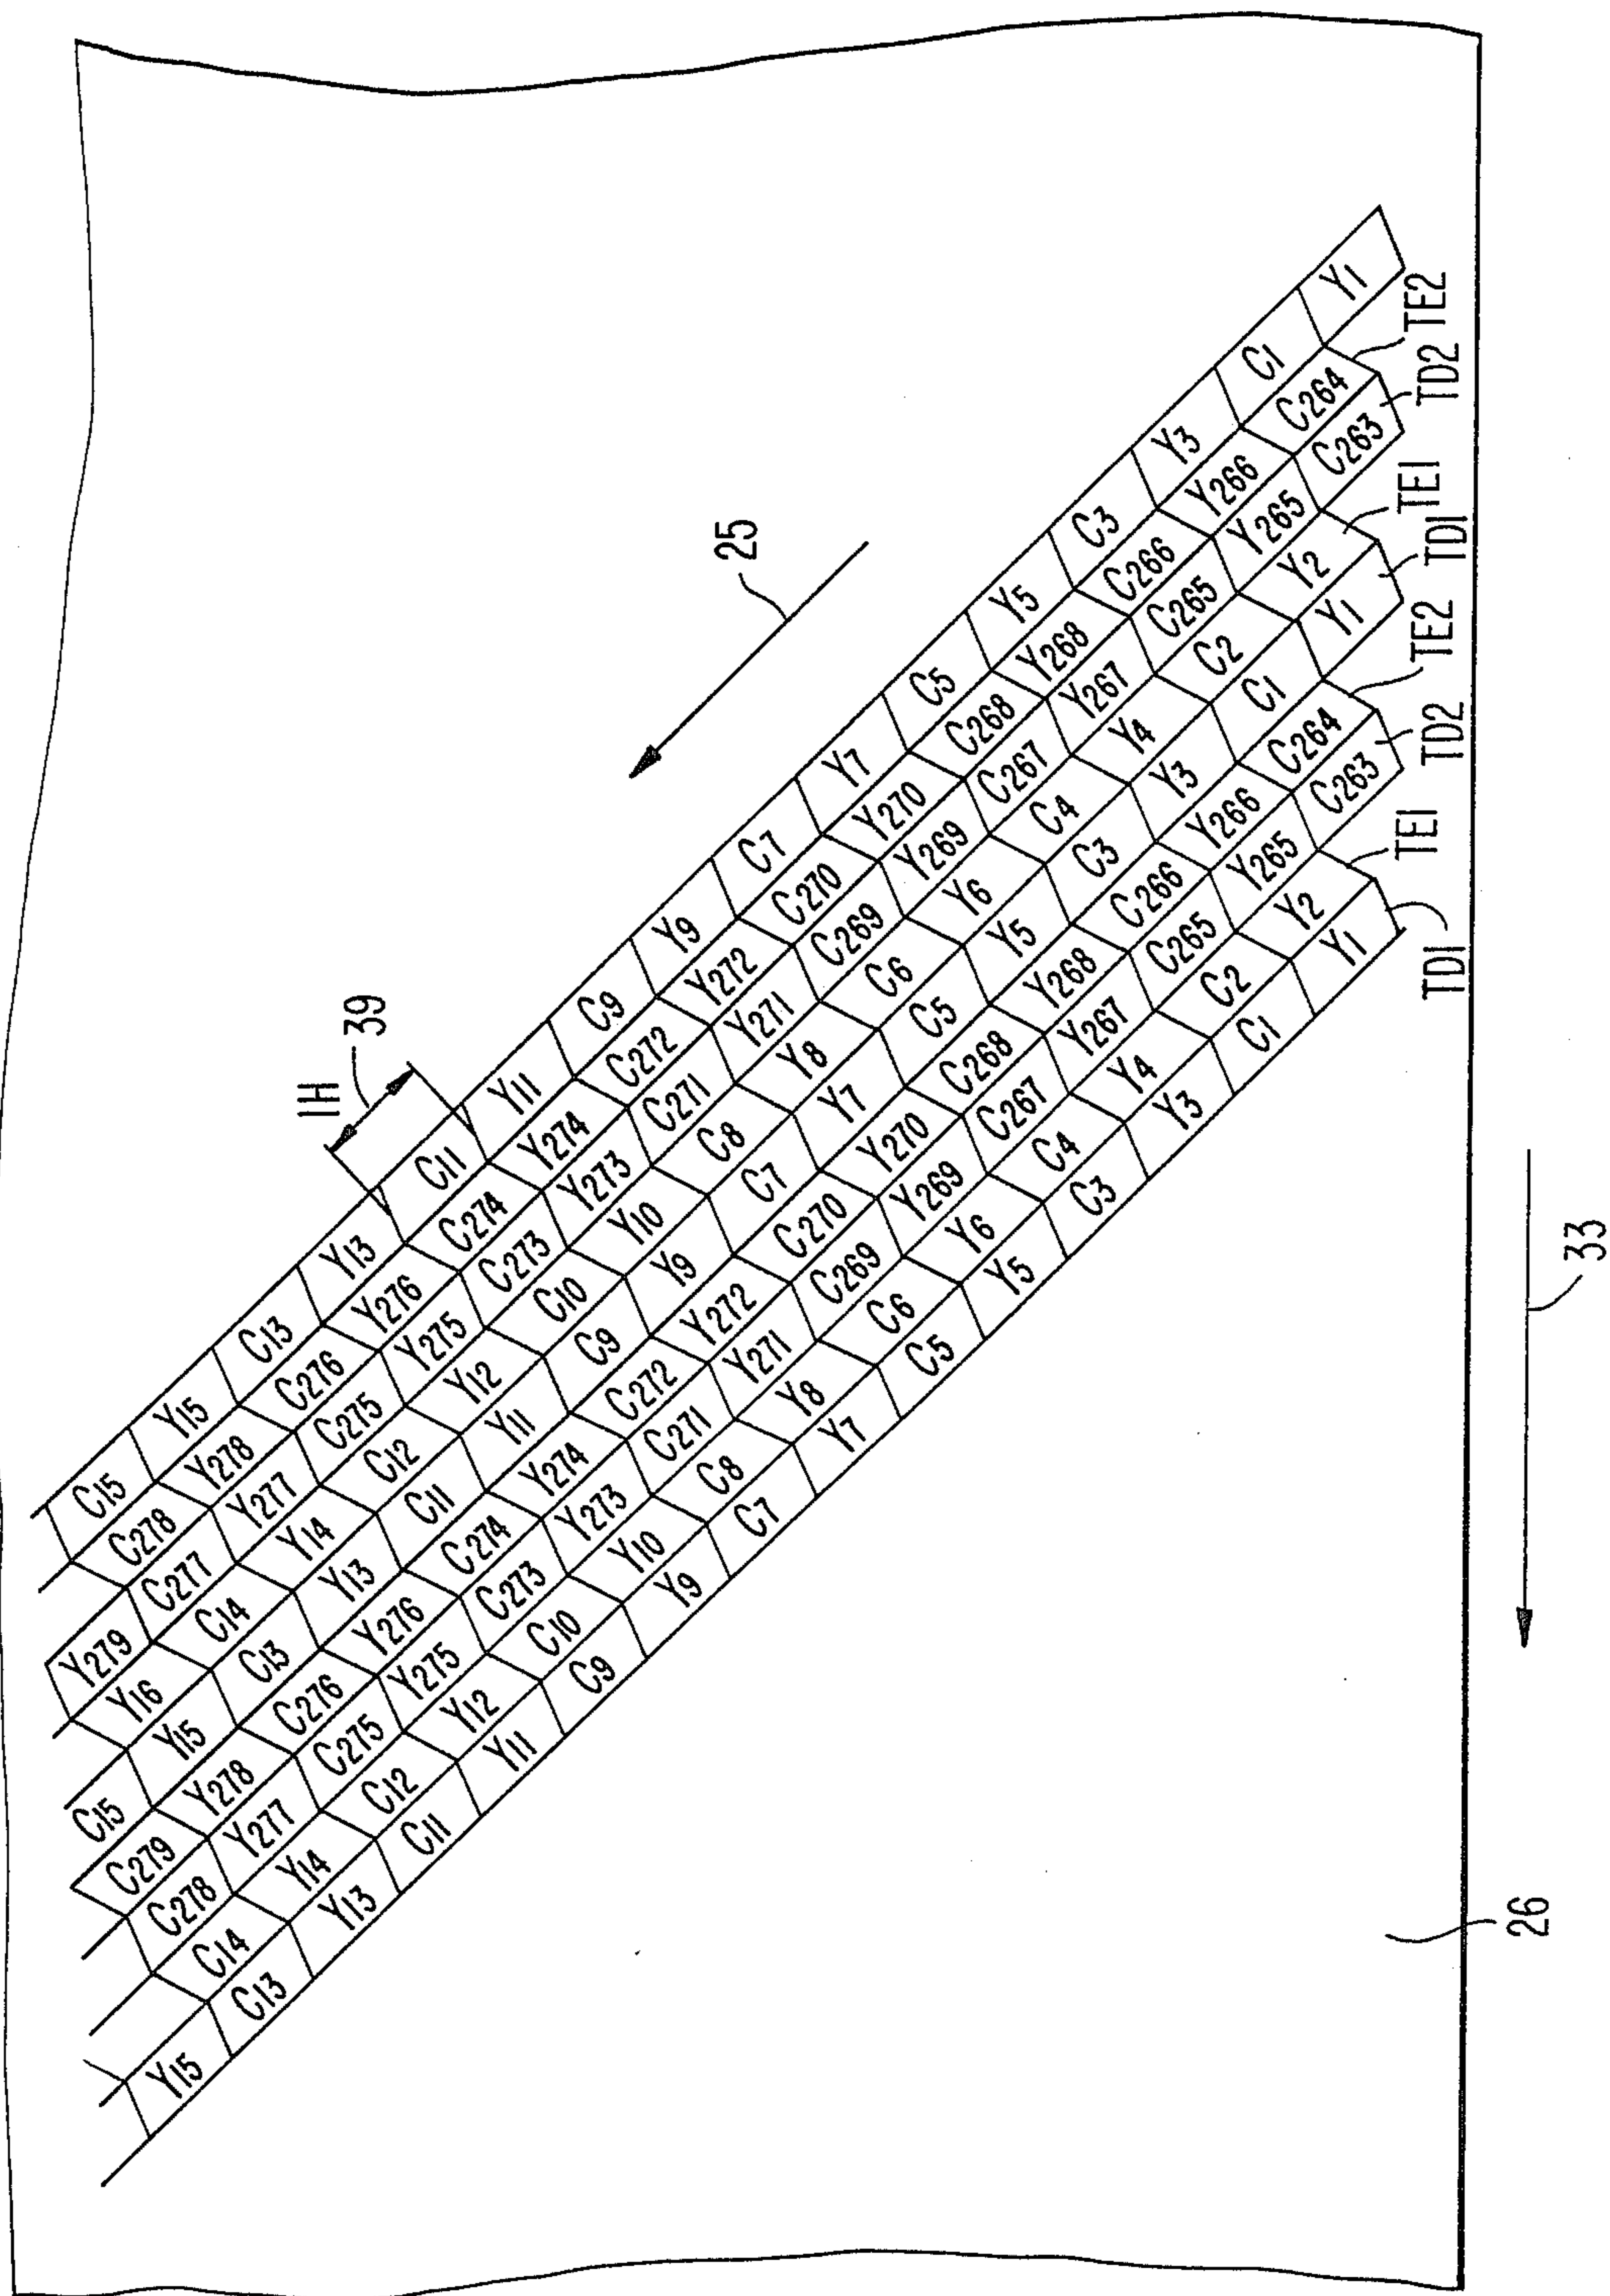 25
1H
39
C15 Y15 C13 Y13 C11 Y11 C9 Y9 C7 Y7 C5 Y5 C3 Y3 C1 Y1
C278 Y278 C276 Y276 C274 Y274 C272 Y272 C270 Y270 C268 Y268 C266 Y266 C264
Y279 C277 Y277 C275 Y275 C273 Y273 C271 Y271 C269 Y269 C267 Y267 C265 Y265 C263
Y16 C14 Y14 C12 Y12 C10 Y10 C8 Y8 C6 Y6 C4 Y4 C2 Y2
C15 Y15 C13 Y13 C11 Y11 C9 Y9 C7 Y7 C5 Y5 C3 Y3 C1 Y1
C279 Y278 C276 Y276 C274 Y274 C272 Y272 C270 Y270 C268 Y268 C266 Y266 C264
C278 Y277 C275 Y275 C273 Y273 C271 Y271 C269 Y269 C267 Y267 C265 Y265 C263
C14 Y14 C12 Y12 C10 Y10 C8 Y8 C6 Y6 C4 Y4 C2 Y2
Y15 C13 Y13 C11 Y11 C9 Y9 C7 Y7 C5 Y5 C3 Y3 C1 Y1
TE2
TD2
TE1
TD1
TE2
TD2
TE1
TD1
33
26